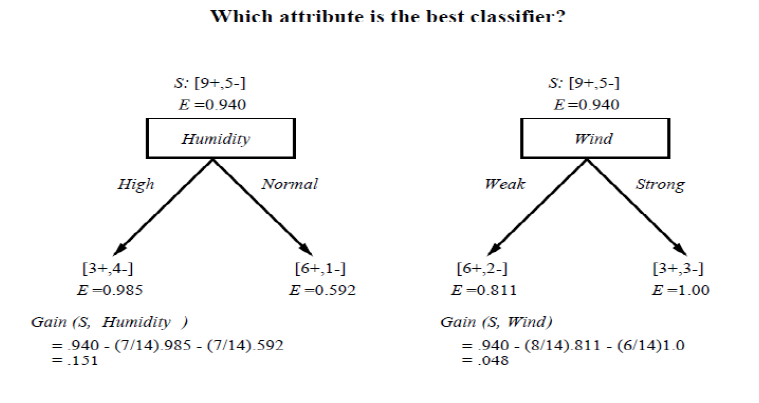 Which attribute is the best classifier?
S: [9+,5-]
E =0.940
Humidity
High
Normal
[3+,4-]
E =0.985
[6+,1-]
E =0.592
Gain (S, Humidity )
= .940 - (7/14).985 - (7/14).592
= .151
S: [9+,5-]
E =0.940
Wind
Weak
Strong
[6+,2-]
E =0.811
[3+,3-]
E =1.00
Gain (S, Wind)
= .940 - (8/14).811 - (6/14)1.0
= .048